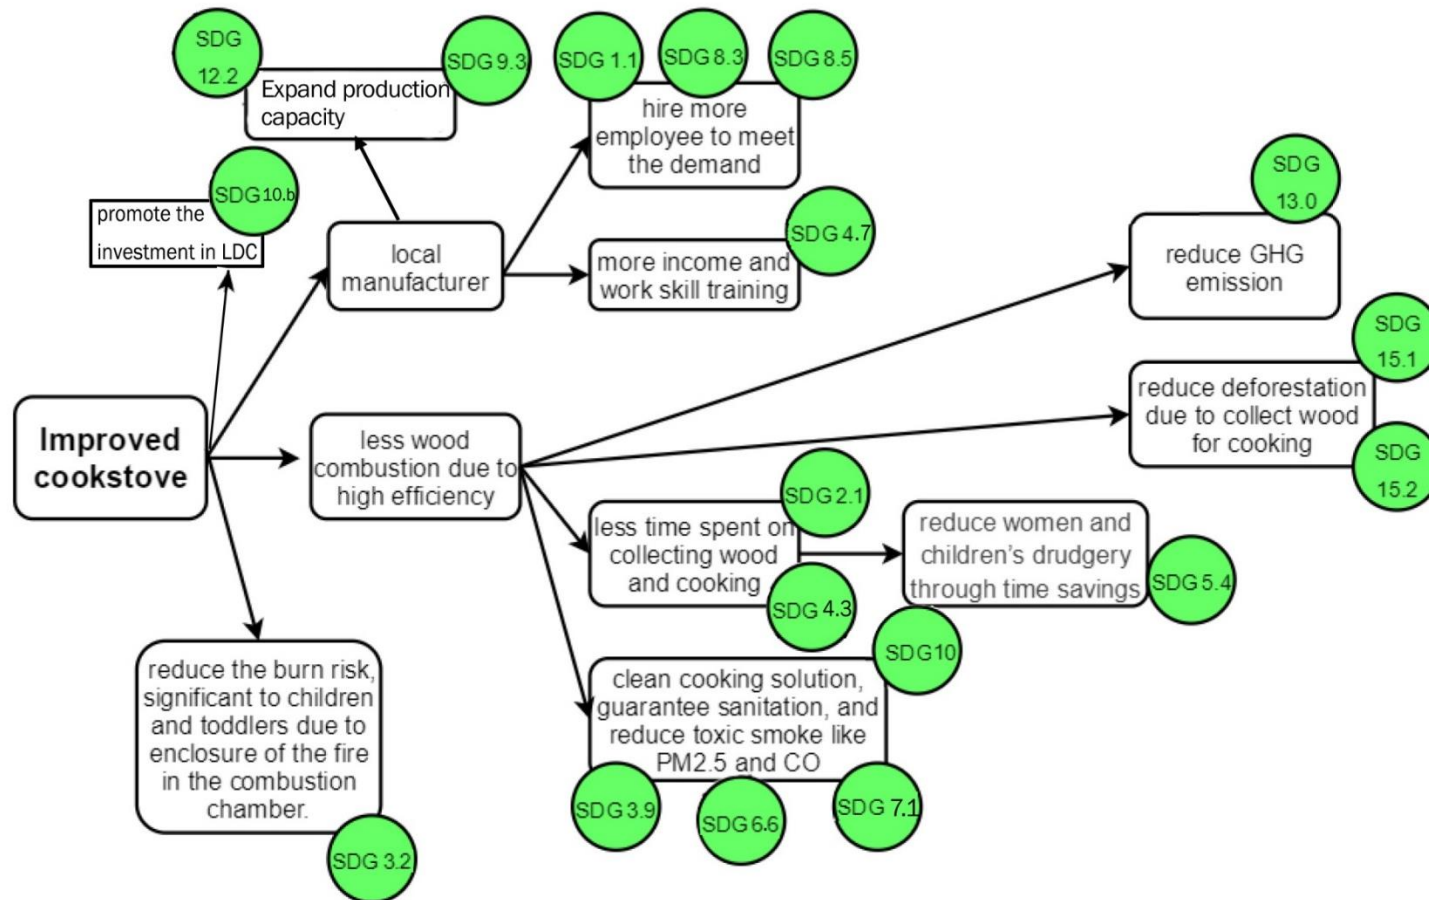 SDG
12.2
SDG 9.3
Expand production
capacity
SDG 1.1
SDG 8.3
SDG 8.5
hire more
employee to meet
the demand
SDG 10.b
promote the
investment in LDC
local
manufacturer
SDG 4.7
more income and
work skill training
SDG
13.0
reduce GHG
emission
SDG
15.1
reduce deforestation
due to collect wood
for cooking
SDG
15.2
Improved
cookstove
less wood
combustion due to
high efficiency
SDG 2.1
less time spent on
collecting wood
and cooking
SDG 4.3
reduce women and
children's drudgery
through time savings
SDG 5.4
SDG 10
clean cooking solution,
guarantee sanitation, and
reduce toxic smoke like
PM2.5 and CO
SDG 3.9
SDG 6.6
SDG 7.1
reduce the burn risk,
significant to children
and toddlers due to
enclosure of the fire
in the combustion
chamber.
SDG 3.2